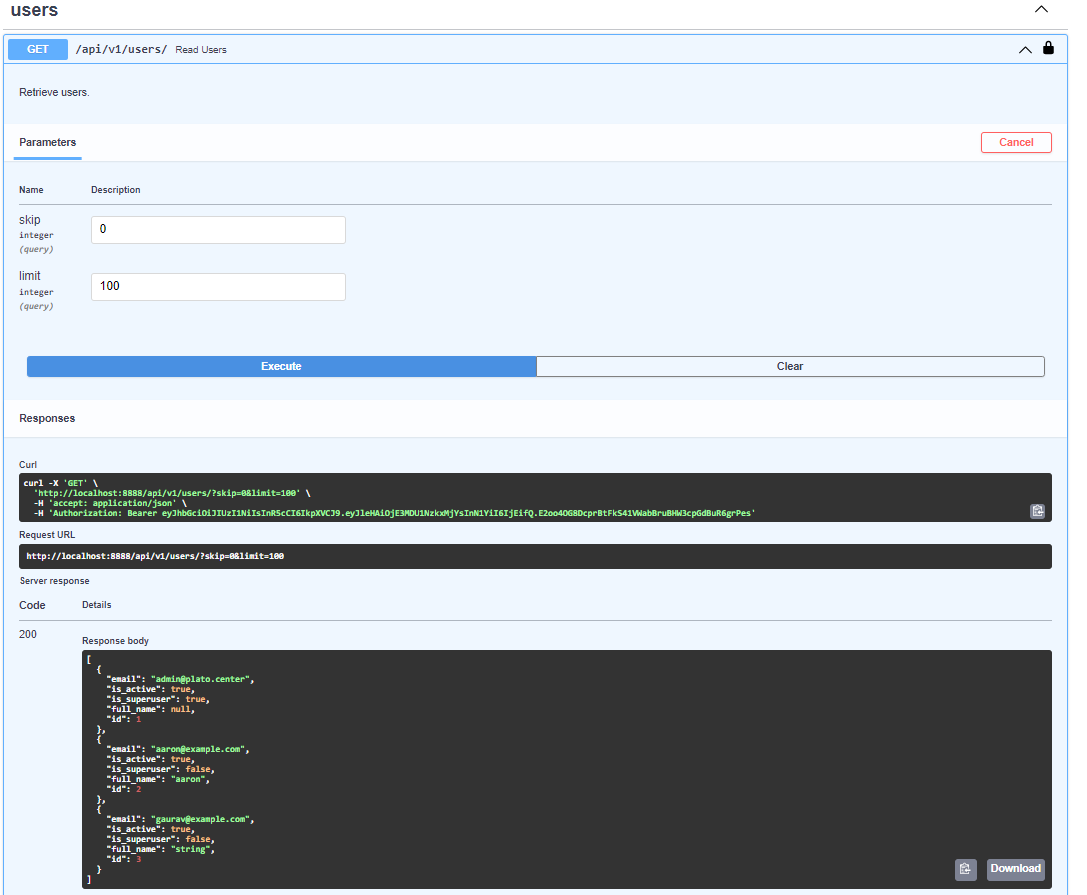 users
GET /api/v1/users/ Read Users
Retrieve users.
Parameters
Cancel
Name Description
skip
integer
(query)
0
limit
integer
(query)
100
Execute Clear
Responses
Curl
curl -X 'GET' \
'http://localhost:8888/api/v1/users/?skip=0&limit=100' \
-H 'accept: application/json' \
-H 'Authorization: Bearer eyJhbGciOiJIUzI1NiIsInR5cCI6IkpXVCJ9.eyJleHAiOjE3MDU1NzkxMjYsInN1YiI6IjEifQ.E2oo4OG8DcprBtFkS41VWabBruBHW3cpGdBuR6grPes'
Request URL
http://localhost:8888/api/v1/users/?skip=0&limit=100
Server response
Code Details
200
Response body
[
{
"email": "admin@plato.center",
"is_active": true,
"is_superuser": true,
"full_name": null,
"id": 1
},
{
"email": "aaron@example.com",
"is_active": true,
"is_superuser": false,
"full_name": "aaron",
"id": 2
},
{
"email": "gaurav@example.com",
"is_active": true,
"is_superuser": false,
"full_name": "string",
"id": 3
}
]
Download